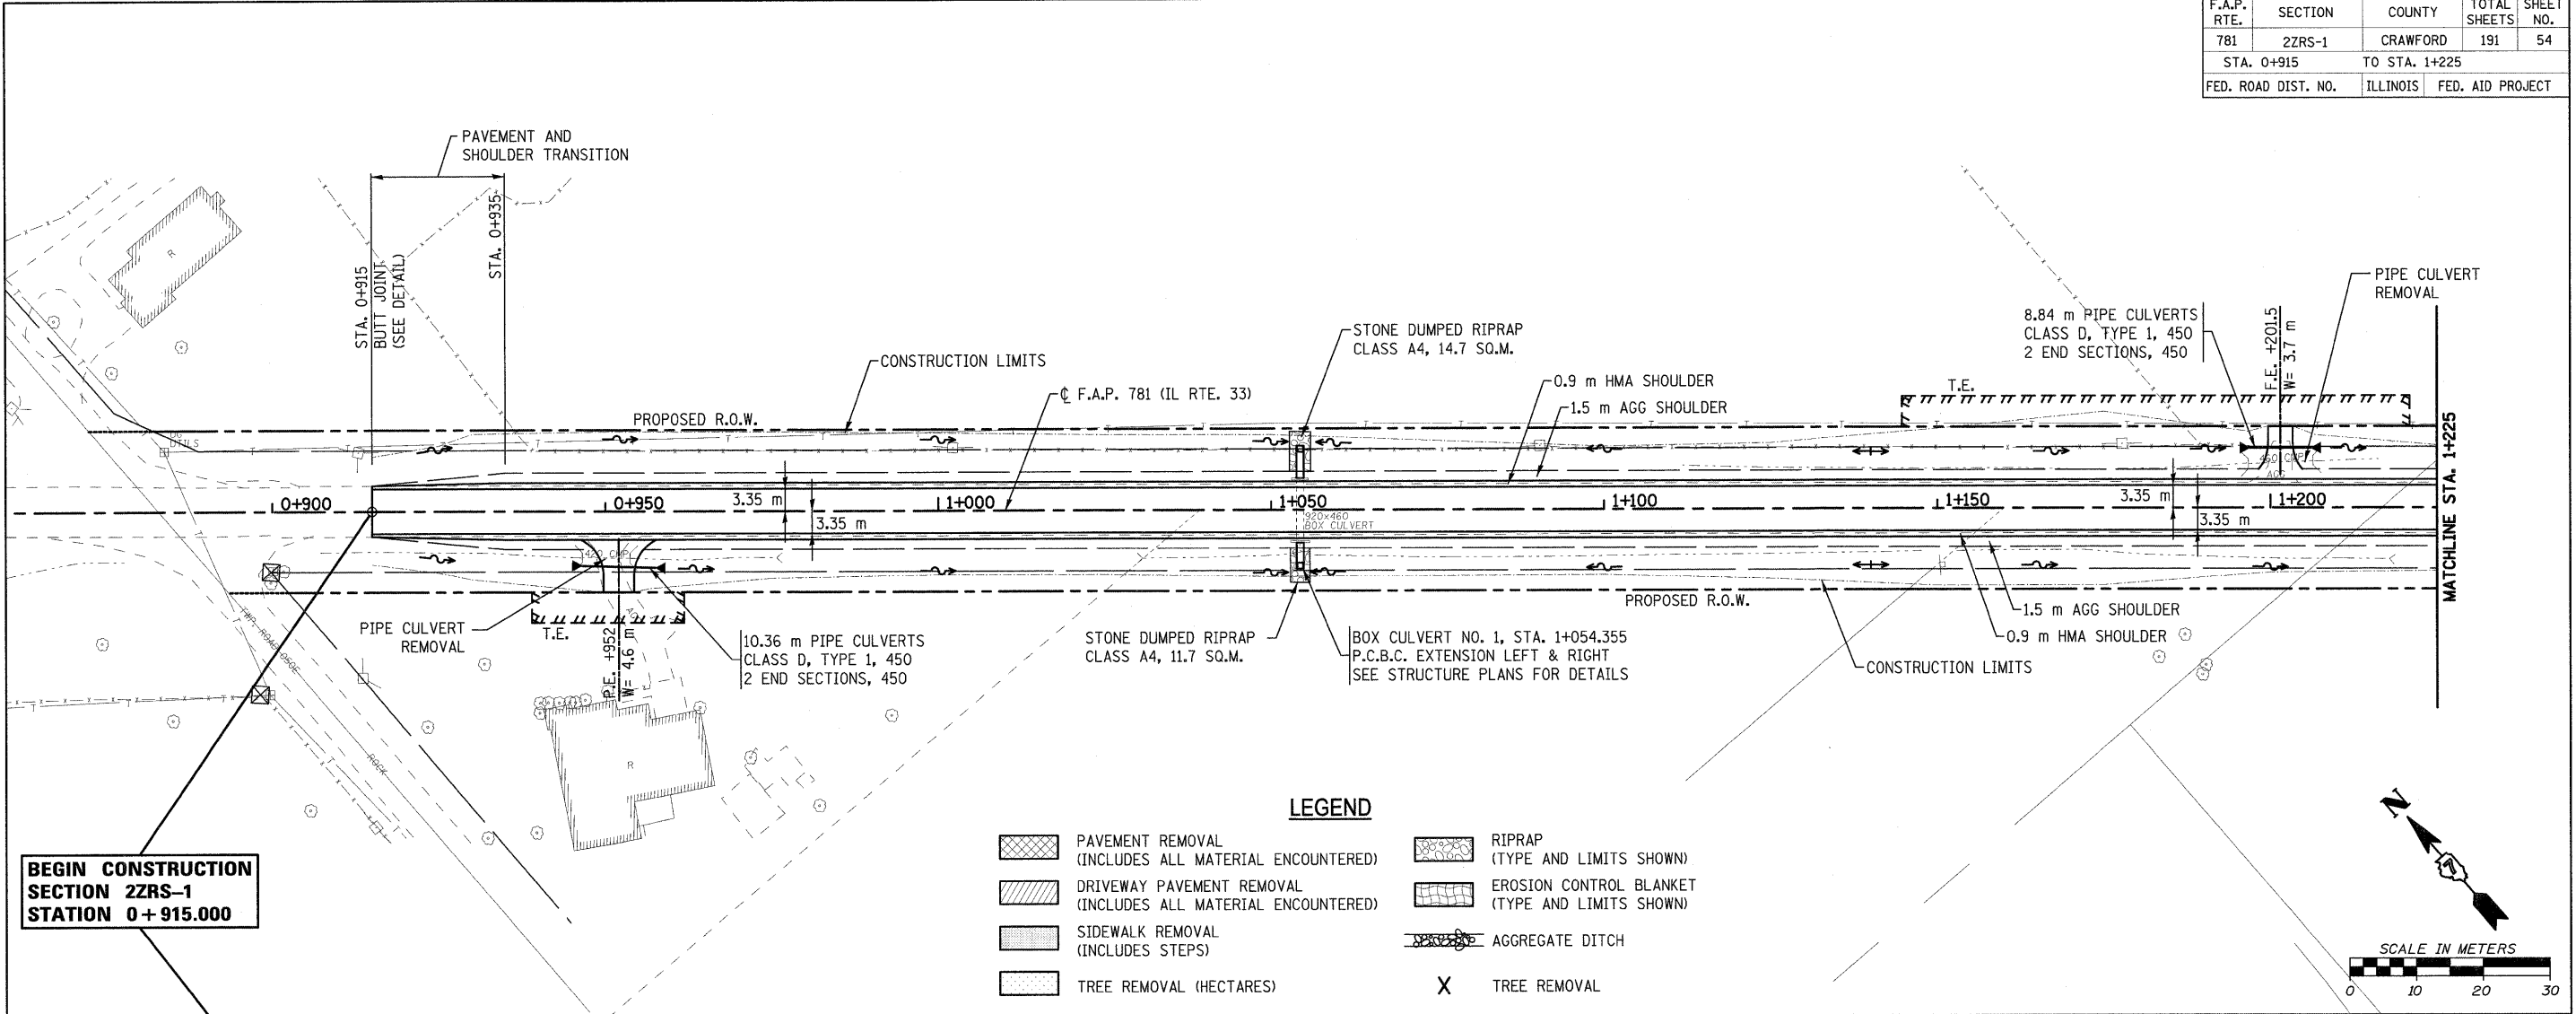 F.A.P. RTE. SECTION COUNTY TOTAL SHEETS SHEET NO.
781 2ZRS-1 CRAWFORD 191 54
STA. 0+915 TO STA. 1+225
FED. ROAD DIST. NO. ILLINOIS FED. AID PROJECT
PAVEMENT AND
SHOULDER TRANSITION
STA. 0+915
BUTT JOINT
(SEE DETAIL)
STA. 0+935
R
CONSTRUCTION LIMITS
℄ F.A.P. 781 (IL RTE. 33)
PROPOSED R.O.W.
STONE DUMPED RIPRAP
CLASS A4, 14.7 SQ.M.
0.9 m HMA SHOULDER
1.5 m AGG SHOULDER
T.E.
8.84 m PIPE CULVERTS
CLASS D, TYPE 1, 450
2 END SECTIONS, 450
F.E. +201.5
W= 3.7 m
PIPE CULVERT
REMOVAL
MATCHLINE STA. 1+225
UTILS
AGG
0+900
0+950
1+000
1+050
1+100
1+150
1+200
3.35 m
3.35 m
3.35 m
3.35 m
920x460
BOX CULVERT
420 CMP
PIPE CULVERT
REMOVAL
T.E.
P.E. +952
W= 4.6 m
10.36 m PIPE CULVERTS
CLASS D, TYPE 1, 450
2 END SECTIONS, 450
STONE DUMPED RIPRAP
CLASS A4, 11.7 SQ.M.
BOX CULVERT NO. 1, STA. 1+054.355
P.C.B.C. EXTENSION LEFT & RIGHT
SEE STRUCTURE PLANS FOR DETAILS
PROPOSED R.O.W.
1.5 m AGG SHOULDER
0.9 m HMA SHOULDER
CONSTRUCTION LIMITS
TWP. ROAD 050E
ROCK
R
BEGIN CONSTRUCTION
SECTION 2ZRS-1
STATION 0+915.000
LEGEND
PAVEMENT REMOVAL
(INCLUDES ALL MATERIAL ENCOUNTERED)
DRIVEWAY PAVEMENT REMOVAL
(INCLUDES ALL MATERIAL ENCOUNTERED)
SIDEWALK REMOVAL
(INCLUDES STEPS)
TREE REMOVAL (HECTARES)
RIPRAP
(TYPE AND LIMITS SHOWN)
EROSION CONTROL BLANKET
(TYPE AND LIMITS SHOWN)
AGGREGATE DITCH
X TREE REMOVAL
N
7
SCALE IN METERS
0 10 20 30